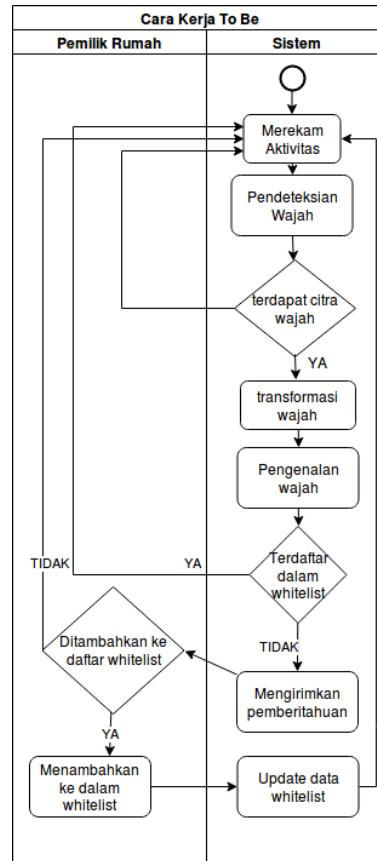 Cara Kerja To Be
Pemilik Rumah
Sistem
Merekam
Aktivitas
Pendeteksian
Wajah
terdapat citra
wajah
YA
transformasi
wajah
Pengenalan
wajah
Terdaftar
dalam
whitelist
YA
TIDAK
TIDAK
Mengirimkan
pemberitahuan
Ditambahkan ke
daftar whitelist
YA
Menambahkan
ke dalam
whitelist
Update data
whitelist